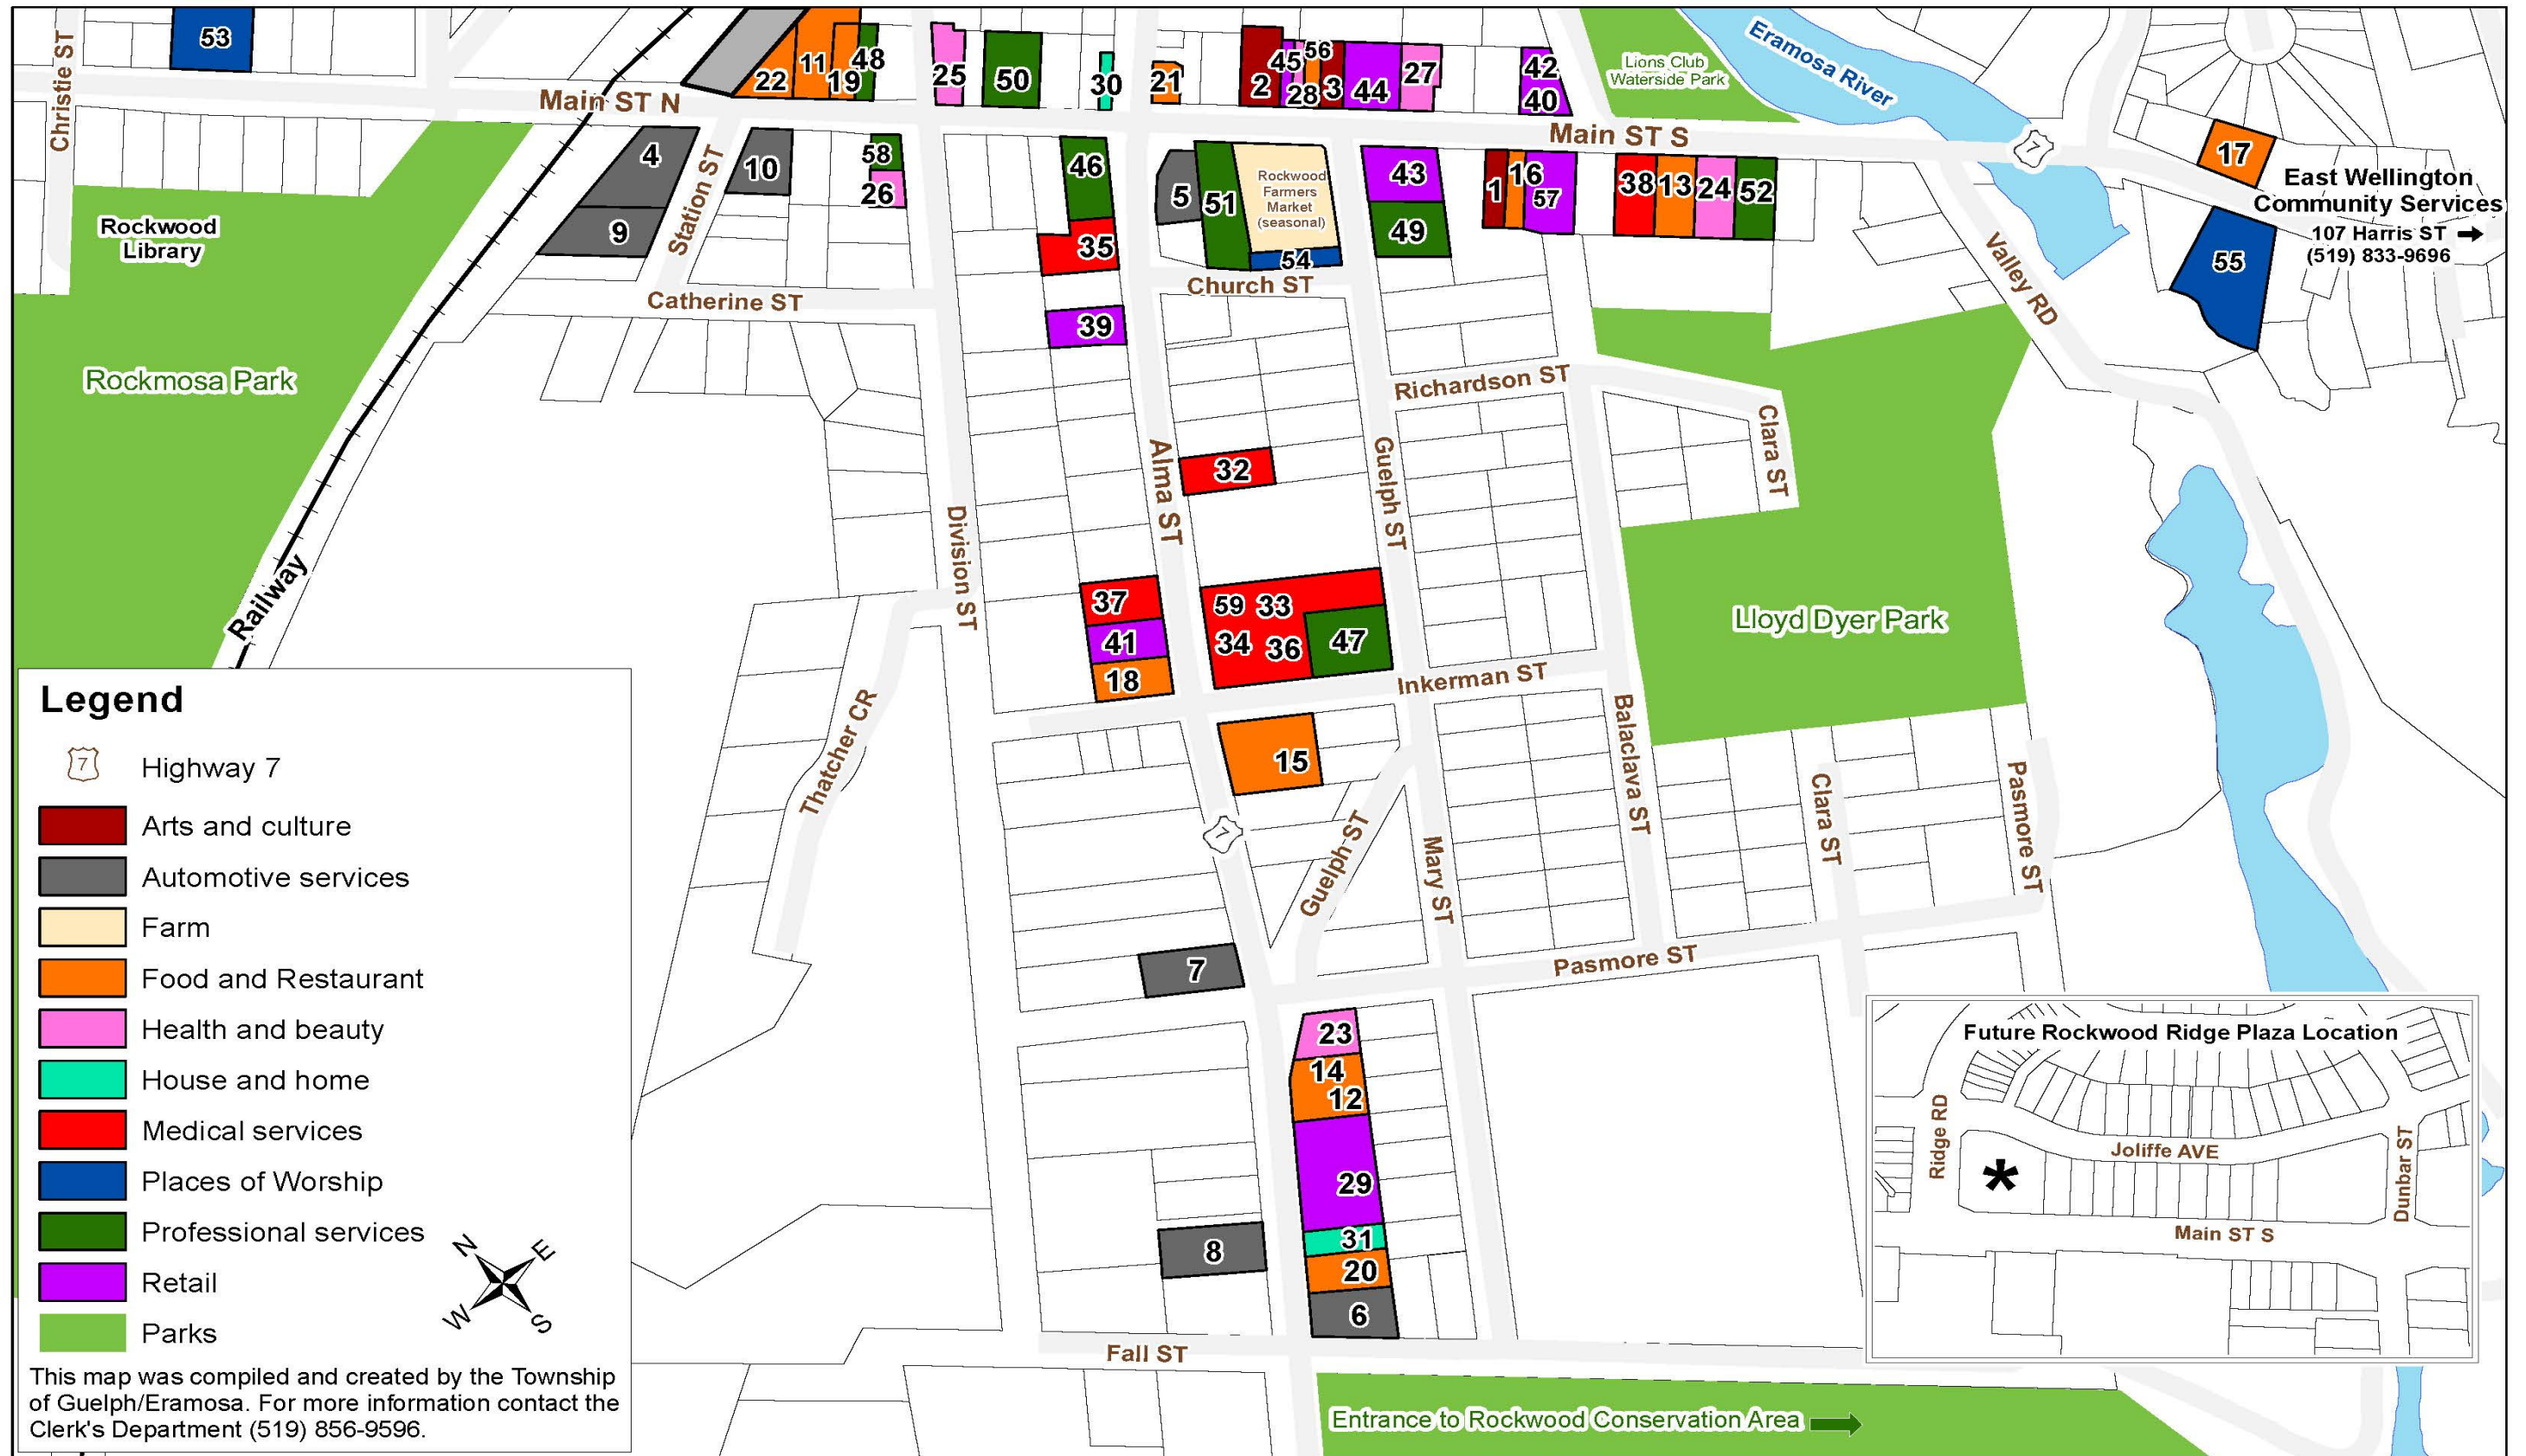 53
Christie ST
22
11
19
48
25
50
30
21
2
45
28
56
3
44
27
42
40
Lions Club
Waterside Park
Eramosa River
Main ST N
Main ST S
7
17
East Wellington
Community Services
107 Harris ST
(519) 833-9696
55
4
9
Station ST
10
58
26
46
35
39
5
51
Rockwood
Farmers
Market
(seasonal)
54
43
49
1
16
57
38
13
24
52
Valley RD
Rockwood
Library
Rockmosa Park
Catherine ST
Church ST
Richardson ST
Clara ST
Alma ST
Guelph ST
32
Division ST
Railway
37
41
18
59
33
34
36
47
Inkerman ST
Lloyd Dyer Park
Thatcher CR
15
7
Guelph ST
Mary ST
Balaclava ST
Clara ST
Pasmore ST
7
Pasmore ST
23
14
12
29
31
20
6
8
Fall ST
Entrance to Rockwood Conservation Area
Legend
7
Highway 7
Arts and culture
Automotive services
Farm
Food and Restaurant
Health and beauty
House and home
Medical services
Places of Worship
Professional services
Retail
Parks
N
E
W
S
This map was compiled and created by the Township
of Guelph/Eramosa. For more information contact the
Clerk's Department (519) 856-9596.
Future Rockwood Ridge Plaza Location
Ridge RD
*
Joliffe AVE
Dunbar ST
Main ST S